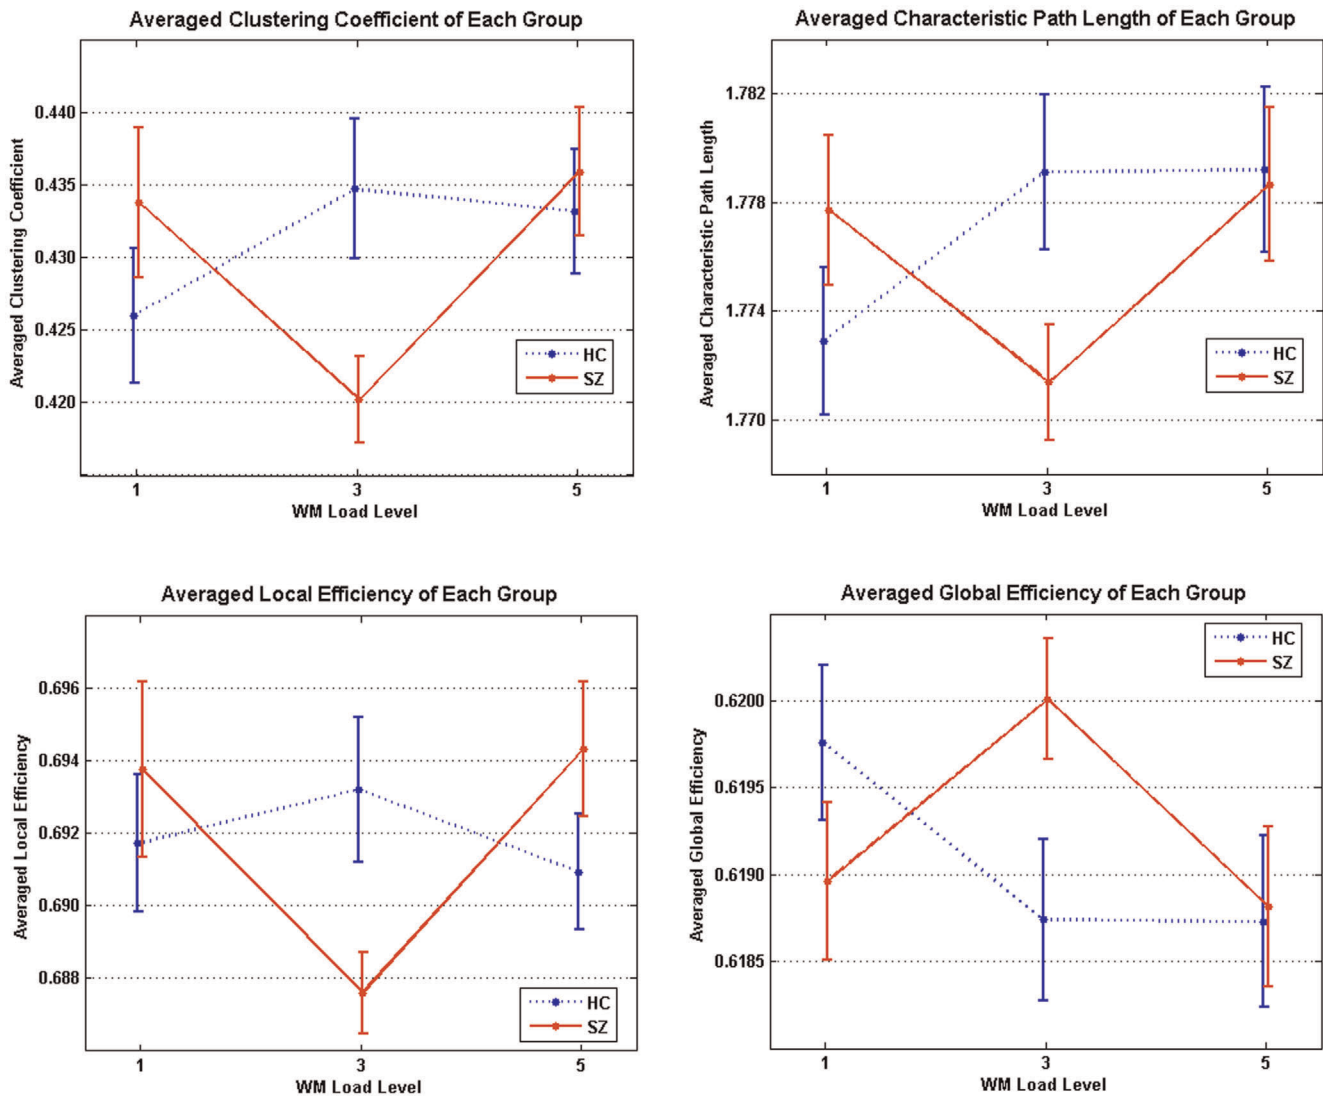 Averaged Clustering Coefficient of Each Group
Averaged Clustering Coefficient
0.440
0.435
0.430
0.425
0.420
HC
SZ
1 3 5
WM Load Level
Averaged Characteristic Path Length of Each Group
Averaged Characteristic Path Length
1.782
1.778
1.774
1.770
HC
SZ
1 3 5
WM Load Level
Averaged Local Efficiency of Each Group
Averaged Local Efficiency
0.696
0.694
0.692
0.690
0.688
HC
SZ
1 3 5
WM Load Level
Averaged Global Efficiency of Each Group
Averaged Global Efficiency
HC
SZ
0.6200
0.6195
0.6190
0.6185
1 3 5
WM Load Level